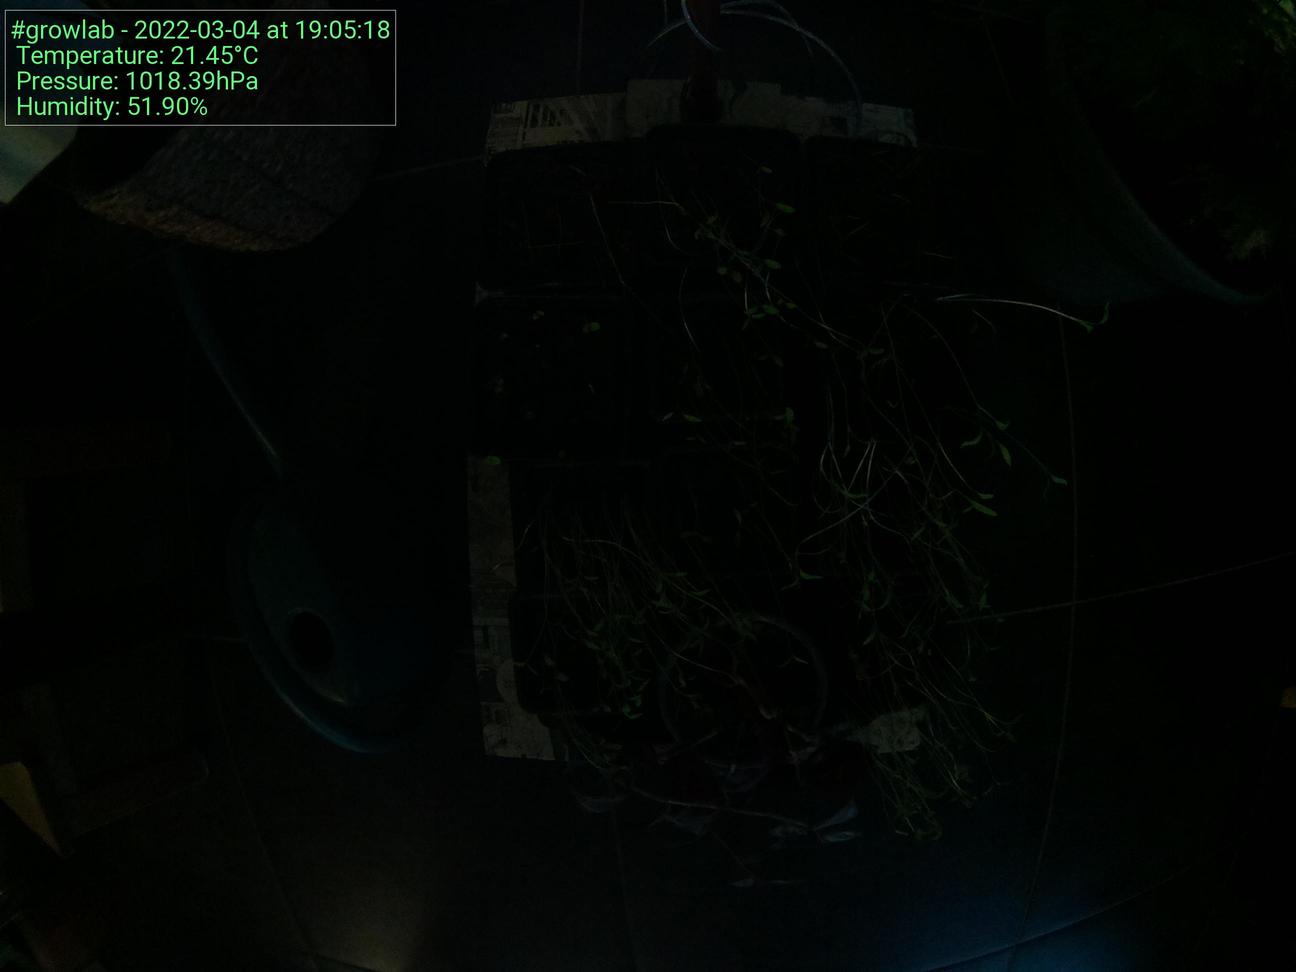 #growlab - 2022-03-04 at 19:05:18
Temperature: 21.45°C
Pressure: 1018.39hPa
Humidity: 51.90%